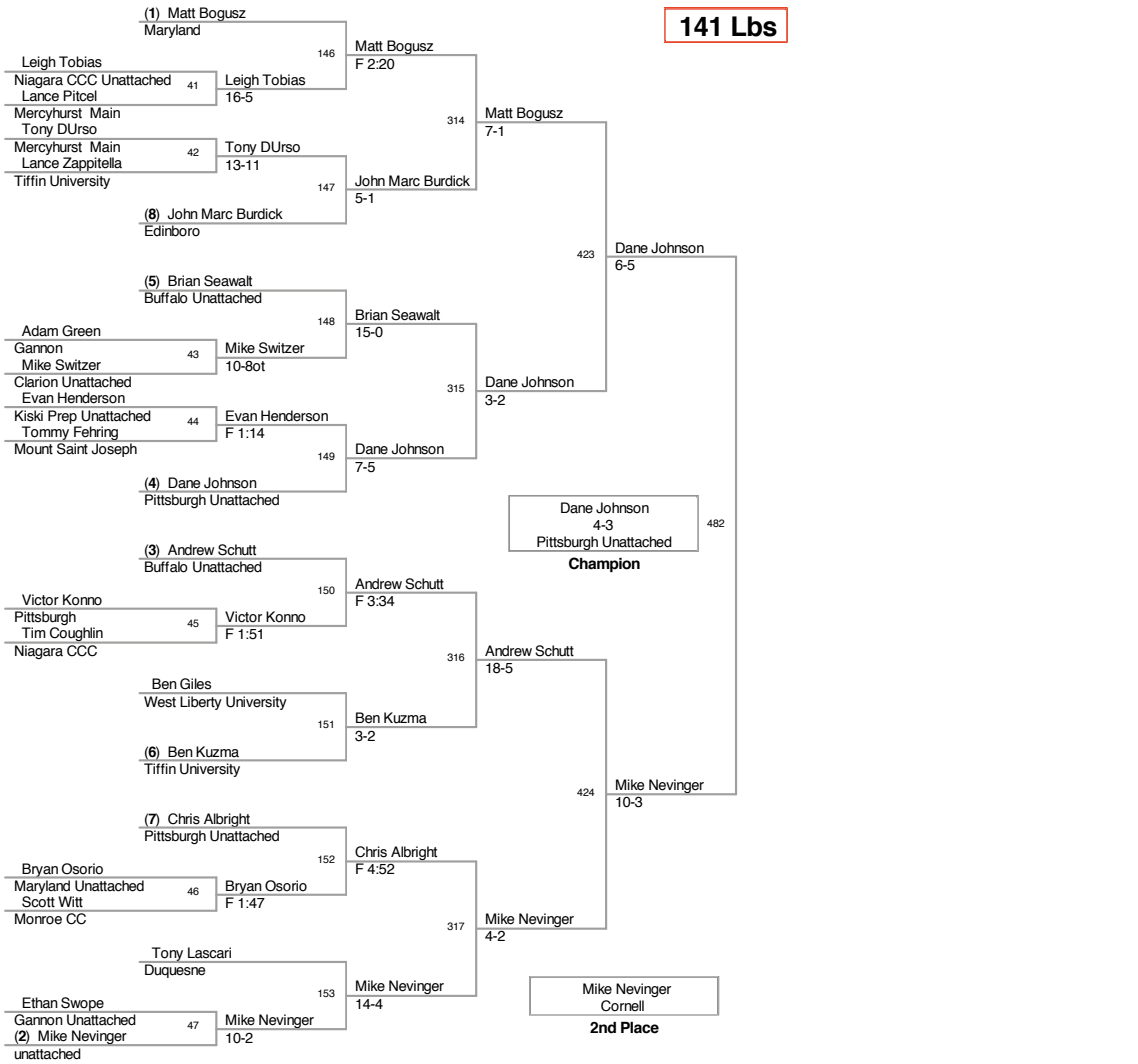 141 Lbs
(1) Matt Bogusz
Maryland
146
Matt Bogusz
F 2:20
Leigh Tobias
Niagara CCC Unattached
41
Leigh Tobias
16-5
Lance Pitcel
Mercyhurst Main
314
Matt Bogusz
7-1
Tony DUrso
Mercyhurst Main
42
Tony DUrso
13-11
Lance Zappitella
Tiffin University
147
John Marc Burdick
5-1
(8) John Marc Burdick
Edinboro
423
Dane Johnson
6-5
(5) Brian Seawalt
Buffalo Unattached
148
Brian Seawalt
15-0
Adam Green
Gannon
43
Mike Switzer
10-8ot
Mike Switzer
Clarion Unattached
315
Dane Johnson
3-2
Evan Henderson
Kiski Prep Unattached
44
Evan Henderson
F 1:14
Tommy Fehring
Mount Saint Joseph
149
Dane Johnson
7-5
(4) Dane Johnson
Pittsburgh Unattached
Dane Johnson
4-3
Pittsburgh Unattached
482
Champion
(3) Andrew Schutt
Buffalo Unattached
150
Andrew Schutt
F 3:34
Victor Konno
Pittsburgh
45
Victor Konno
F 1:51
Tim Coughlin
Niagara CCC
316
Andrew Schutt
18-5
Ben Giles
West Liberty University
151
Ben Kuzma
3-2
(6) Ben Kuzma
Tiffin University
424
Mike Nevinger
10-3
(7) Chris Albright
Pittsburgh Unattached
152
Chris Albright
F 4:52
Bryan Osorio
Maryland Unattached
46
Bryan Osorio
F 1:47
Scott Witt
Monroe CC
317
Mike Nevinger
4-2
Tony Lascari
Duquesne
153
Mike Nevinger
14-4
Ethan Swope
Gannon Unattached
47
Mike Nevinger
10-2
(2) Mike Nevinger
unattached
Mike Nevinger
Cornell
2nd Place